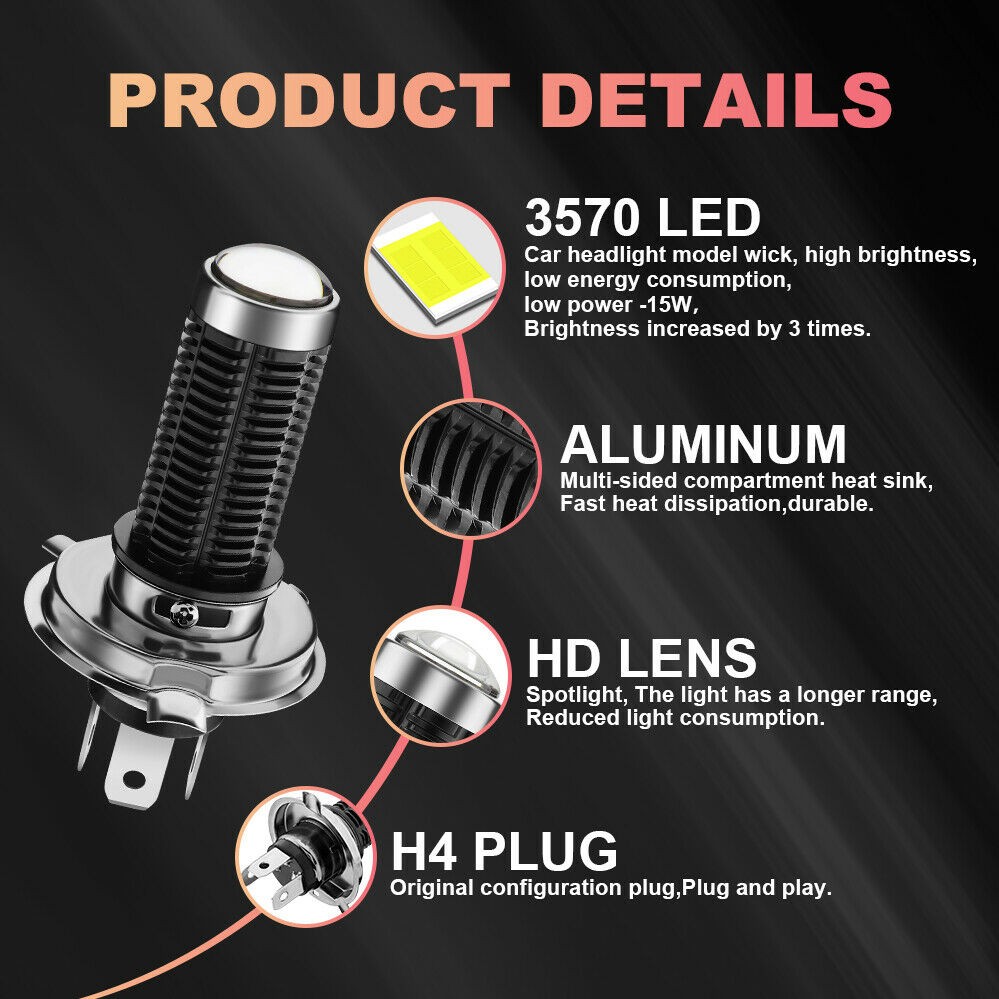 PRODUCT DETAILS
3570 LED
Car headlight model wick, high brightness,
low energy consumption,
low power -15W,
Brightness increased by 3 times.
ALUMINUM
Multi-sided compartment heat sink,
Fast heat dissipation,durable.
HD LENS
Spotlight, The light has a longer range,
Reduced light consumption.
H4 PLUG
Original configuration plug,Plug and play.